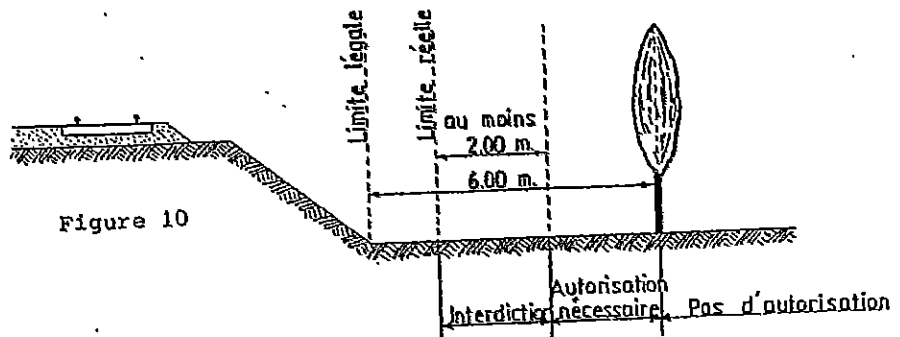 Limite légale
Limite réelle
au moins
2.00 m.
6.00 m.
Figure 10
Interdiction
Autorisation
nécessaire
Pas d'autorisation